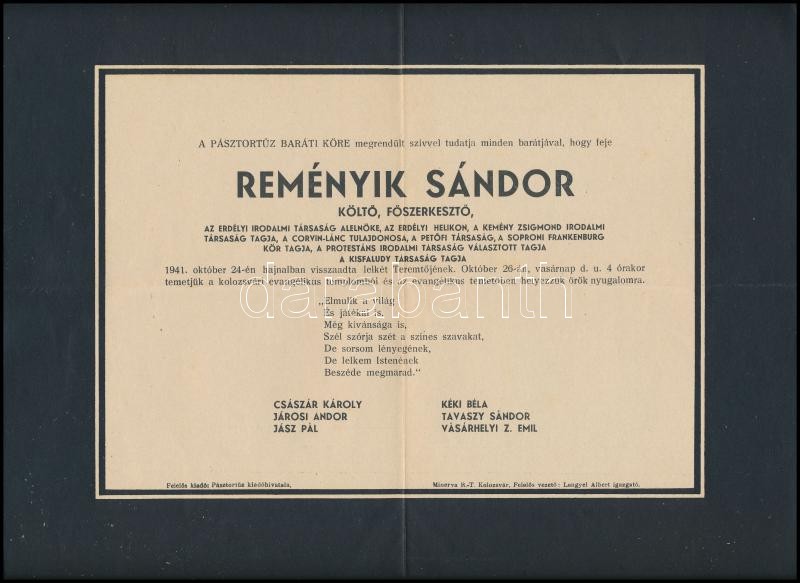 A PÁSZTORTŰZ BARÁTI KÖRE megrendült szívvel tudatja minden barátjával, hogy feje
REMÉNYIK SÁNDOR
KÖLTŐ, FŐSZERKESZTŐ,
AZ ERDÉLYI IRODALMI TÁRSASÁG ALELNÖKE, AZ ERDÉLYI HELIKON, A KEMÉNY ZSIGMOND IRODALMI
TÁRSASÁG TAGJA, A CORVIN-LÁNC TULAJDONOSA, A PETŐFI TÁRSASÁG, A SOPRONI FRANKENBURG
KÖR TAGJA, A PROTESTÁNS IRODALMI TÁRSASÁG VÁLASZTOTT TAGJA
A KISFALUDY TÁRSASÁG TAGJA
1941. október 24-én hajnalban visszaadta lelkét Teremtőjének. Október 26-án, vasárnap d. u. 4 órakor
temetjük a kolozsvári evangélikus templomból és az evangélikus temetőben helyezzük örök nyugalomra.
darabanth
„Elmulik a világ
És játékai is.
Még kívánsága is,
Szél szórja szét a színes szavakat,
De sorsom lényegének,
De lelkem Istenének
Beszéde megmarad."
CSÁSZÁR KÁROLY
JÁROSI ANDOR
JÁSZ PÁL
KÉKI BÉLA
TAVASZY SÁNDOR
VÁSÁRHELYI Z. EMIL
Felelős kiadó: Pásztortűz kiadóhivatala.
Minerva R.-T. Kolozsvár, Felelős vezető: Lengyel Albert igazgató.